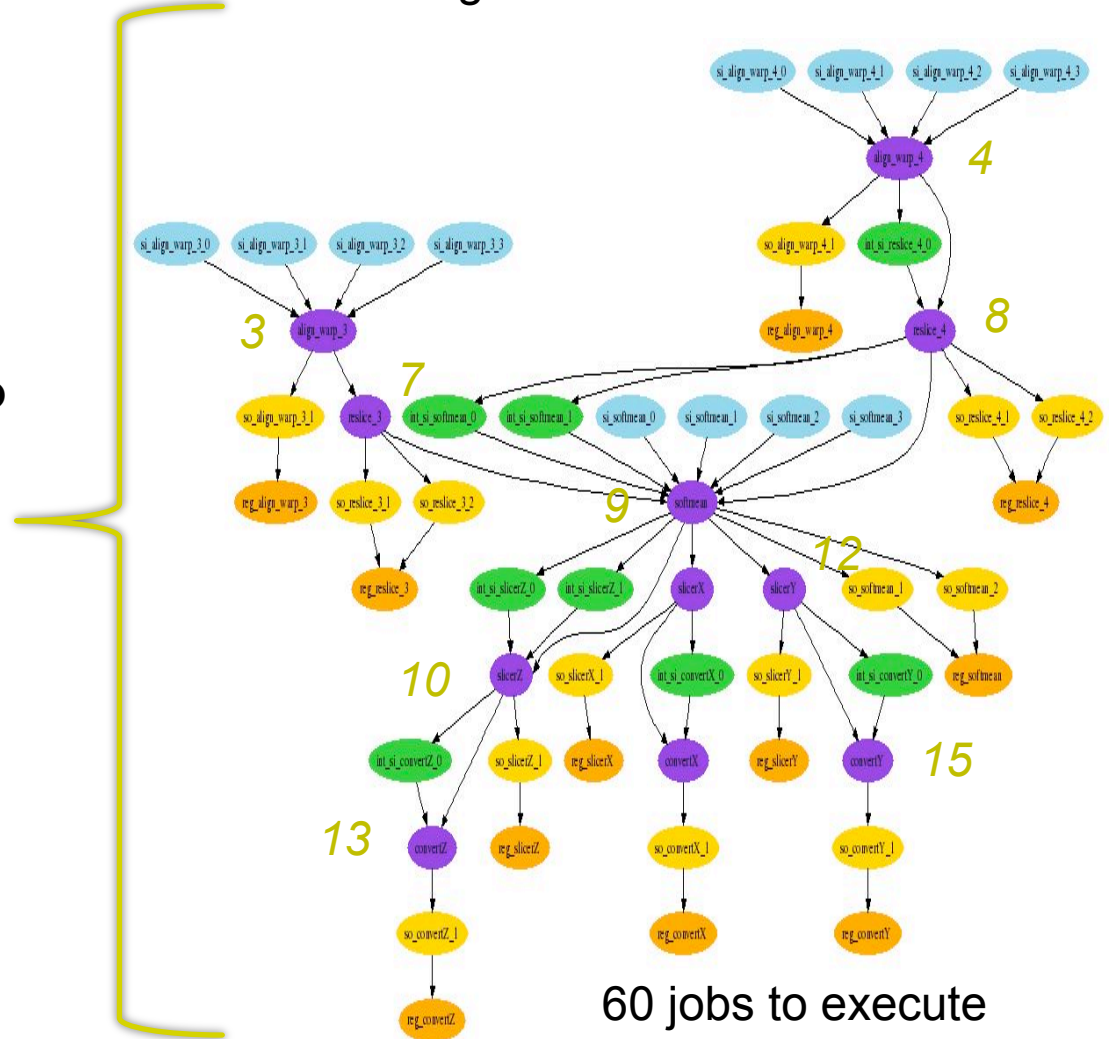 g
si_align_warp_4_0 si_align_warp_4_1 si_align_warp_4_2 si_align_warp_4_3
align_warp_4 4
si_align_warp_3_0 si_align_warp_3_1 si_align_warp_3_2 si_align_warp_3_3
so_align_warp_4_1 int_si_reslice_4_0
3 align_warp_3 reg_align_warp_4 reslice_4 8
7
so_align_warp_3_1 reslice_3 int_si_softmean_0 int_si_softmean_1 si_softmean_0 si_softmean_1 si_softmean_2 si_softmean_3 so_reslice_4_1 so_reslice_4_2
reg_align_warp_3 so_reslice_3_1 so_reslice_3_2 9 softmean reg_reslice_4
12
reg_reslice_3 int_si_slicerZ_0 int_si_slicerZ_1 slicerX slicerY so_softmean_1 so_softmean_2
10 slicerZ so_slicerX_1 int_si_convertX_0 so_slicerY_1 int_si_convertY_0 reg_softmean
int_si_convertZ_0 so_slicerZ_1 reg_slicerX convertX reg_slicerY convertY 15
13 convertZ reg_slicerZ so_convertX_1 so_convertY_1
so_convertZ_1 reg_convertX reg_convertY
reg_convertZ 60 jobs to execute